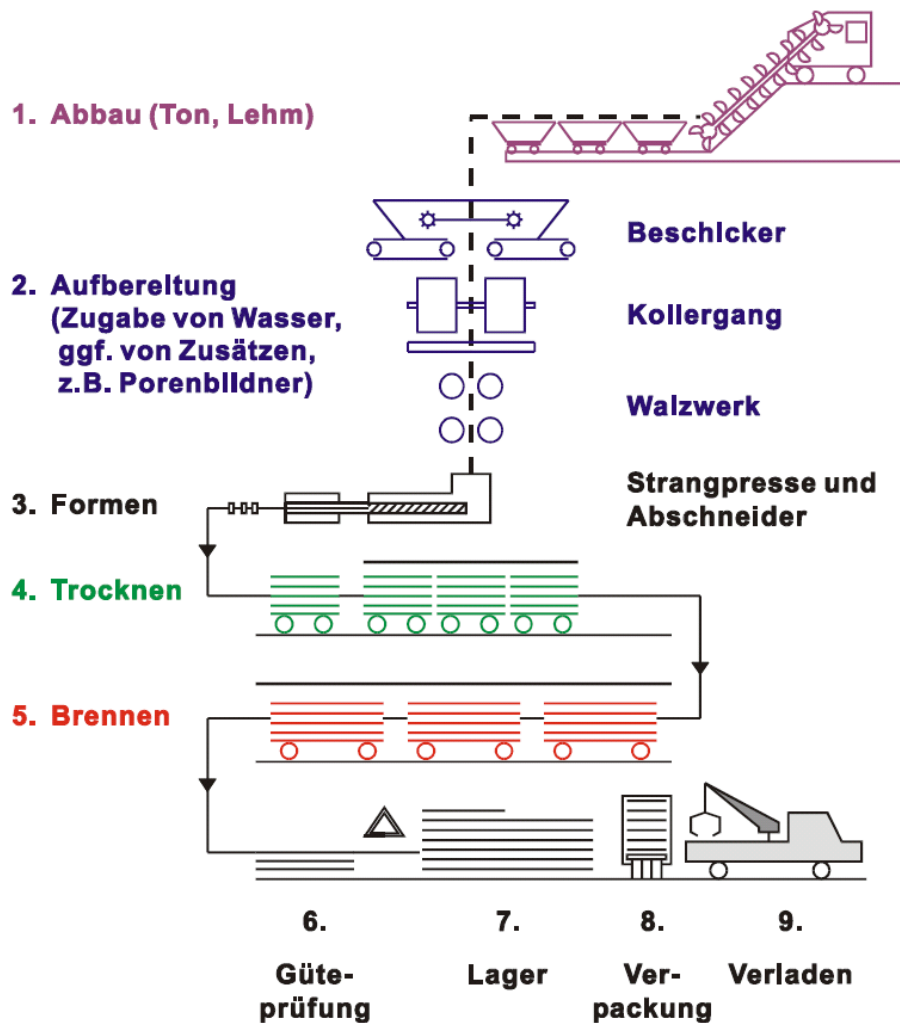 1. Abbau (Ton, Lehm)
Beschicker
2. Aufbereitung
(Zugabe von Wasser,
ggf. von Zusätzen,
z.B. Porenbildner)
Kollergang
Walzwerk
3. Formen
Strangpresse und
Abschneider
4. Trocknen
5. Brennen
6.
7.
8.
9.
Güte-
prüfung
Lager
Ver-
packung
Verladen